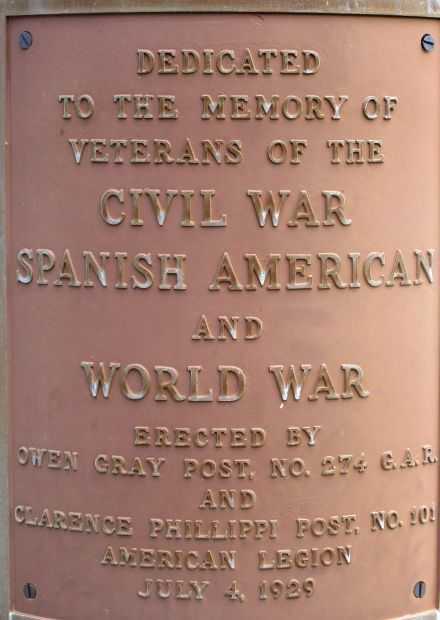 DEDICATED
TO THE MEMORY OF
VETERANS OF THE
CIVIL WAR
SPANISH AMERICAN
AND
WORLD WAR
ERECTED BY
OWEN GRAY POST. NO. 274 G.A.R.
AND
CLARENCE PHILLIPPI POST. NO. 101
AMERICAN LEGION
JULY 4, 1929